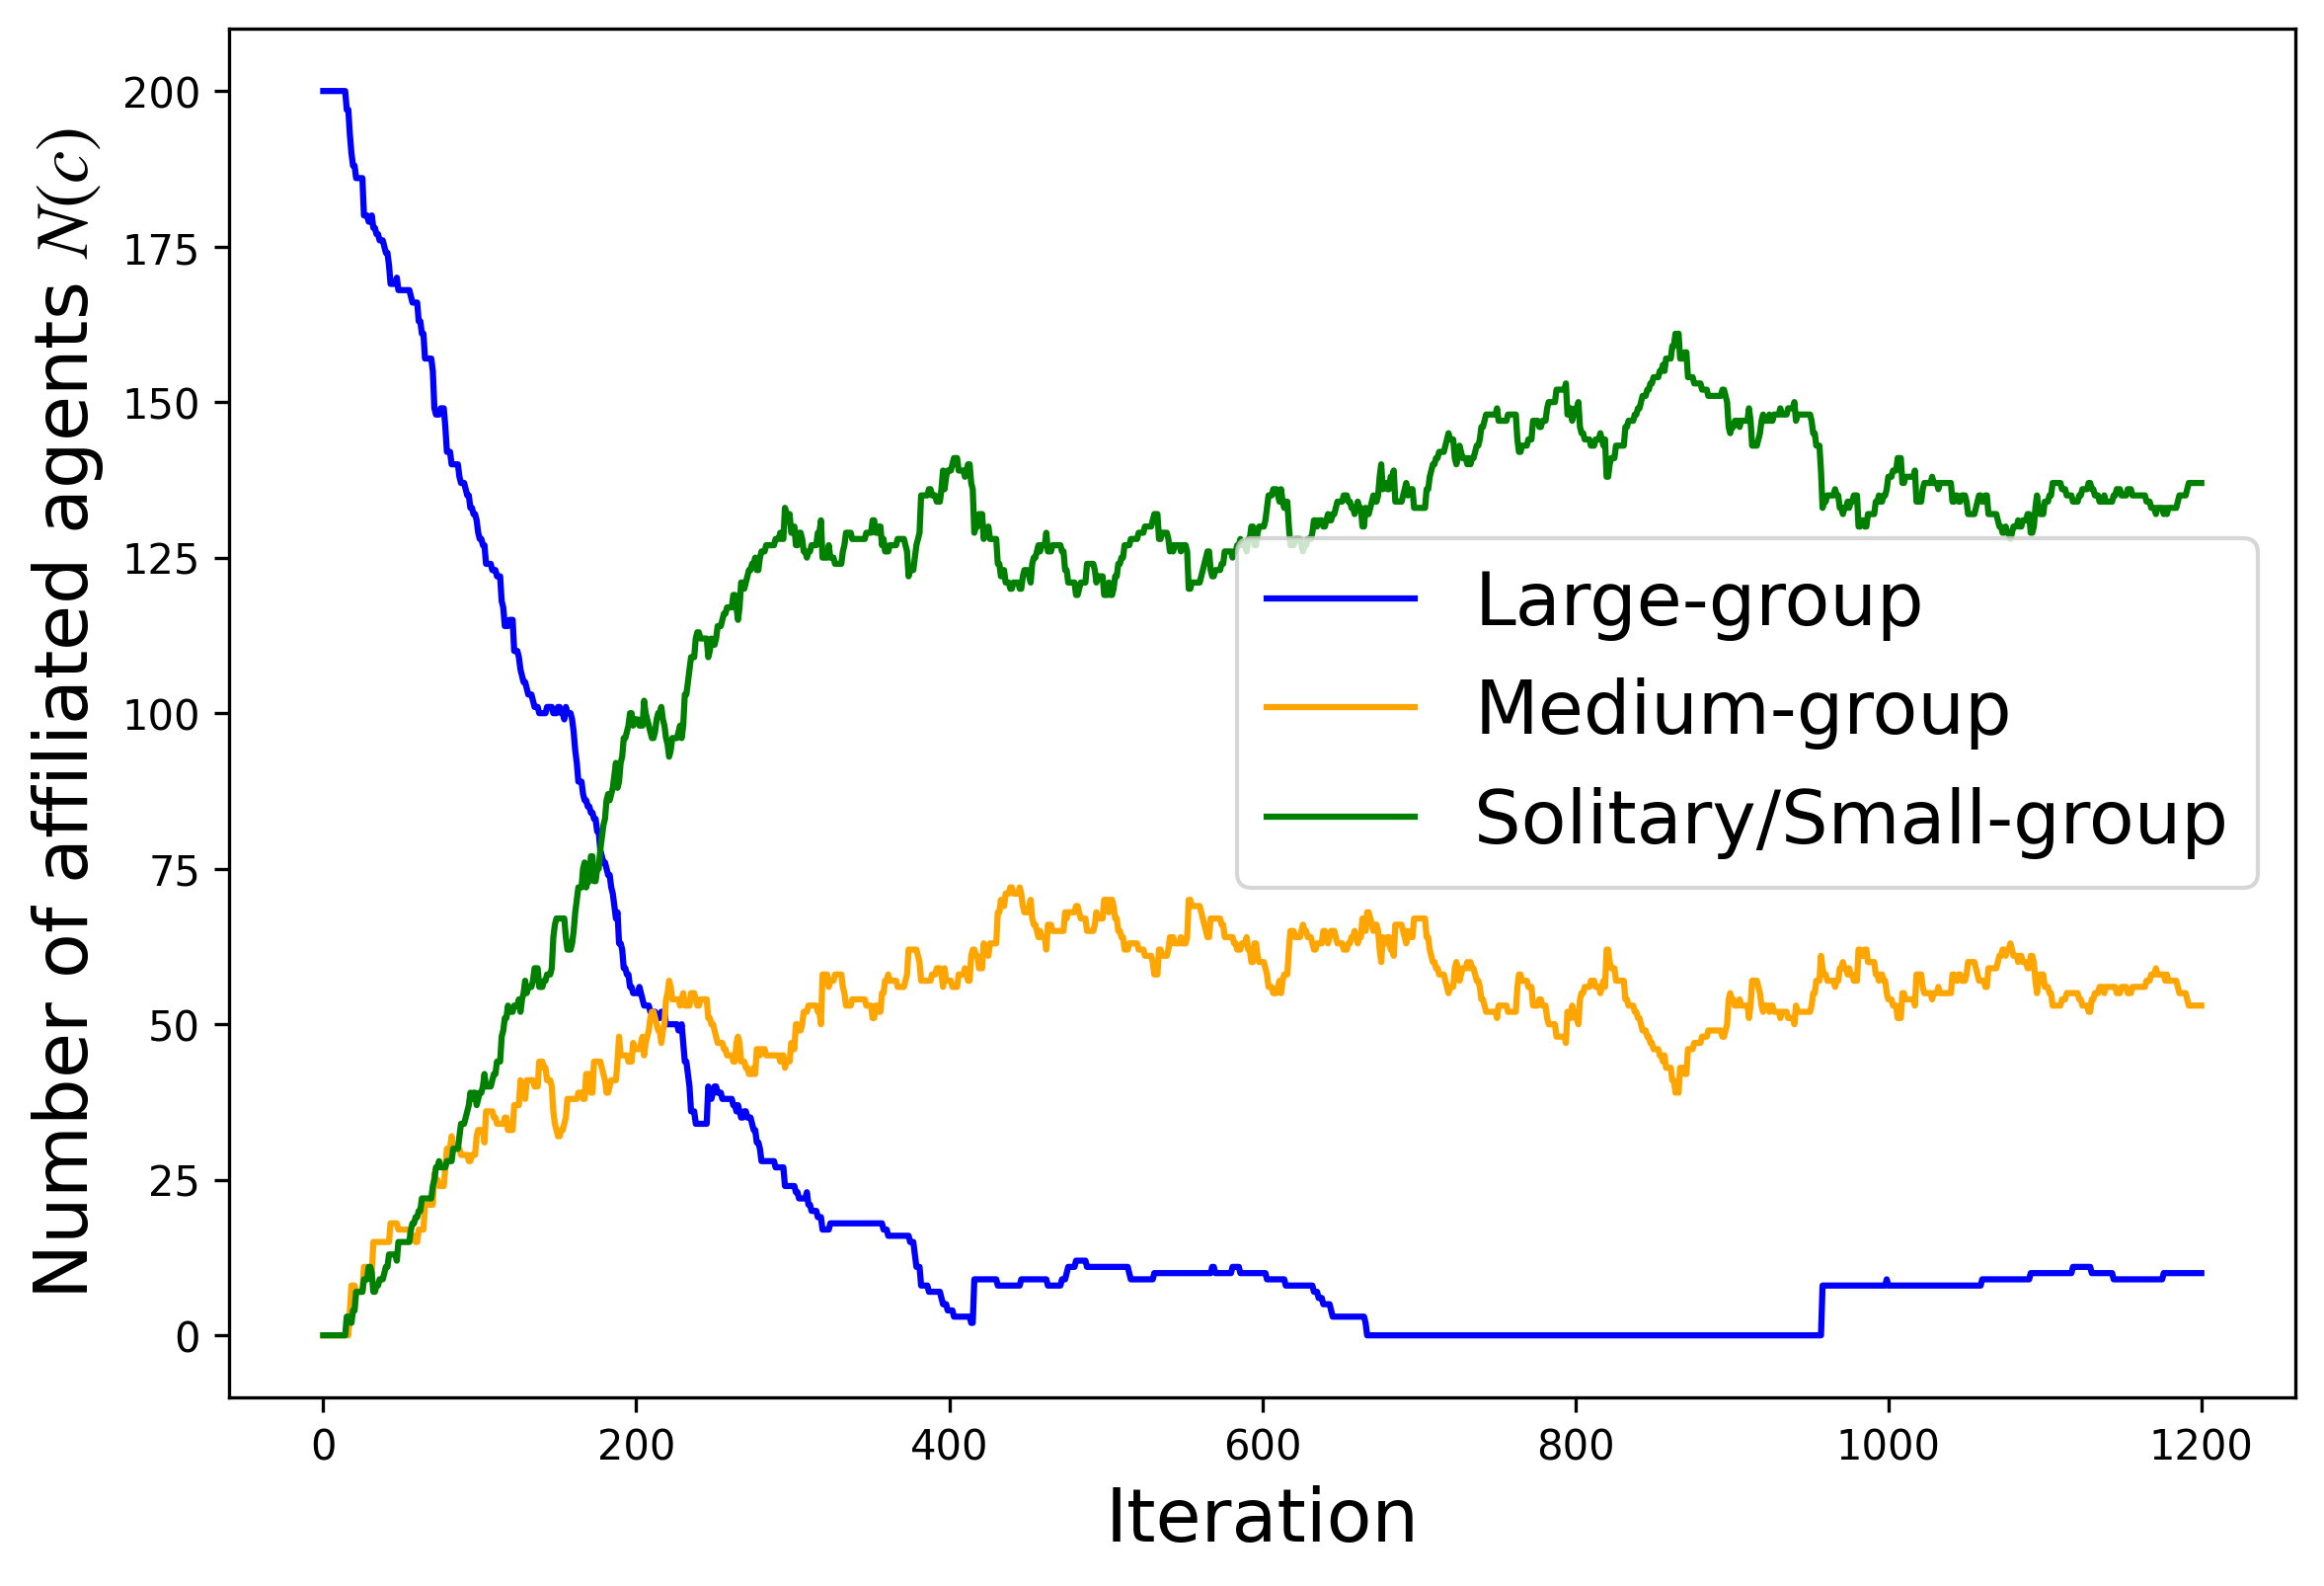 Number of affiliated agents N(c)
200
175
150
125
100
75
50
25
0
Large-group
Medium-group
Solitary/Small-group
0 200 400 600 800 1000 1200
Iteration